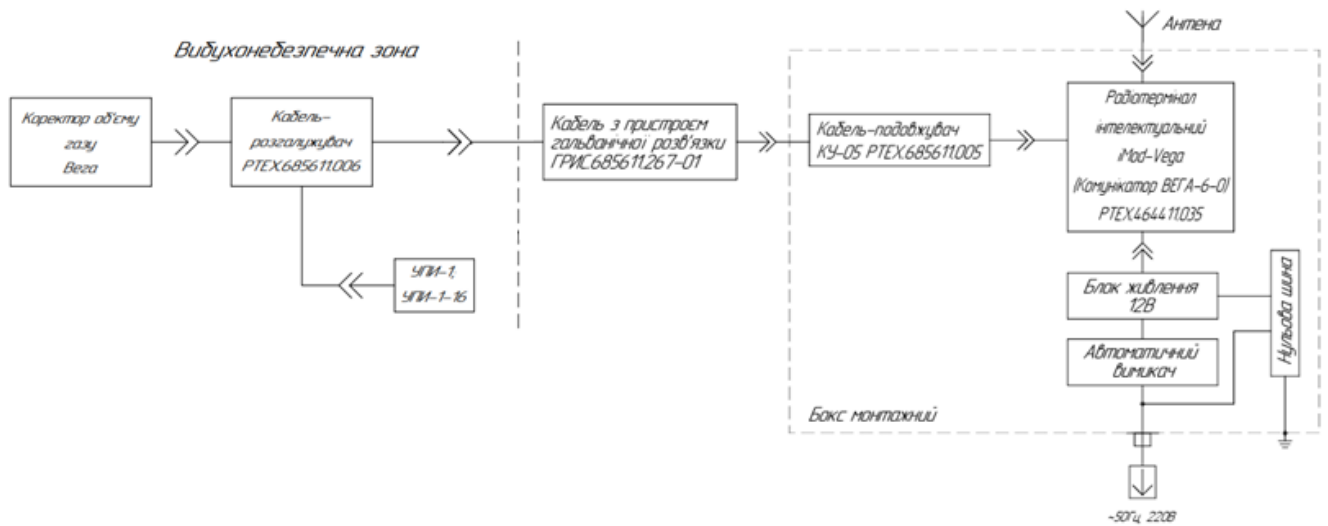 Антена
Вибухонебезпечна зона
Коректор об'єму
газу
Вега
Кабель-
розгалужувач
РТЕХ.685611.006
Кабель з пристроєм
гальванічної розв'язки
ГРИС.685611.267-01
Кабель-подовжувач
КУ-05 РТЕХ.685611.005
Радіотермінал
інтелектуальний
iMod-Vega
(Комунікатор ВЕГА-6-0)
РТЕХ.464411.035
УПИ-1,
УПИ-1-16
Блок живлення
12В
Нульова шина
Автоматичний
вимикач
Бокс монтажний
~50Гц 220В